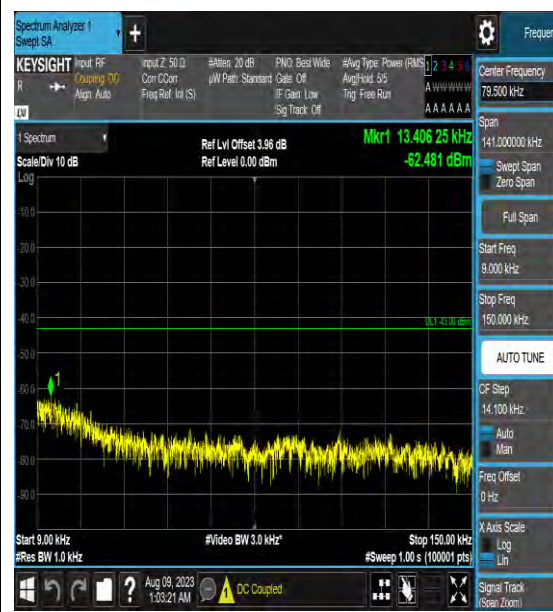 Spectrum Analyzer 1
Swept SA
+
Frequen
KEYSIGHT Input: RF Input Z: 50 Ω #Atten: 20 dB PNO: Best Wide #Avg Type: Power (RMS 1 2 3 4 5 6
R Coupling: DC Corr CCorr µW Path: Standard Gate: Off Avg|Hold: 5/5 A W W W W W
Align: Auto Freq Ref: Int (S) IF Gain: Low Trig: Free Run
Sig Track: Off A A A A A A
LXI
1 Spectrum
Scale/Div 10 dB
Log
Ref Lvl Offset 3.96 dB
Ref Level 0.00 dBm
Mkr1 13.406 25 kHz
-62.481 dBm
-10.0
-20.0
-30.0
-40.0
DL1 -43.00 dBm
-50.0
1
-60.0
-70.0
-80.0
-90.0
Start 9.00 kHz #Video BW 3.0 kHz* Stop 150.00 kHz
#Res BW 1.0 kHz #Sweep 1.00 s (100001 pts)
? Aug 09, 2023
1:03:21 AM
DC Coupled
Center Frequency
79.500 kHz
Span
141.000000 kHz
Swept Span
Zero Span
Full Span
Start Freq
9.000 kHz
Stop Freq
150.000 kHz
AUTO TUNE
CF Step
14.100 kHz
Auto
Man
Freq Offset
0 Hz
X Axis Scale
Log
Lin
Signal Track
(Span Zoom)